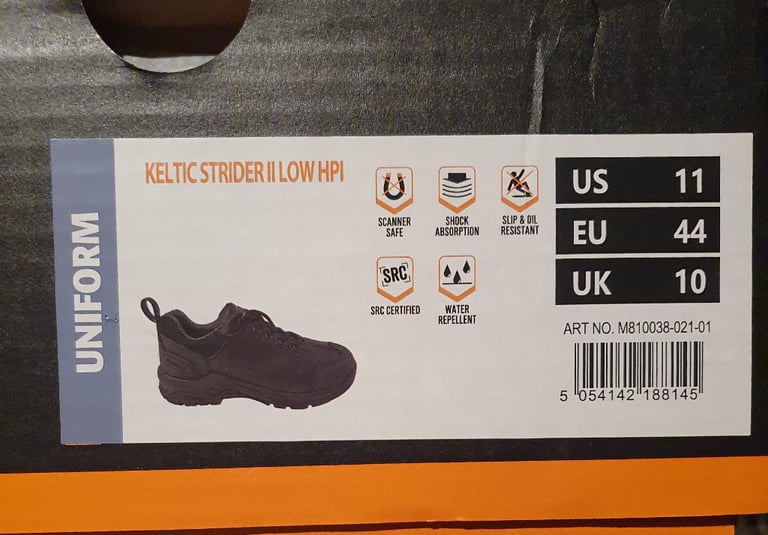 UNIFORM
KELTIC STRIDER II LOW HPI
SCANNER
SAFE
SHOCK
ABSORPTION
SLIP & OIL
RESISTANT
SRC
SRC CERTIFIED
WATER
REPELLENT
US 11
EU 44
UK 10
ART NO. M810038-021-01
5 054142 188145